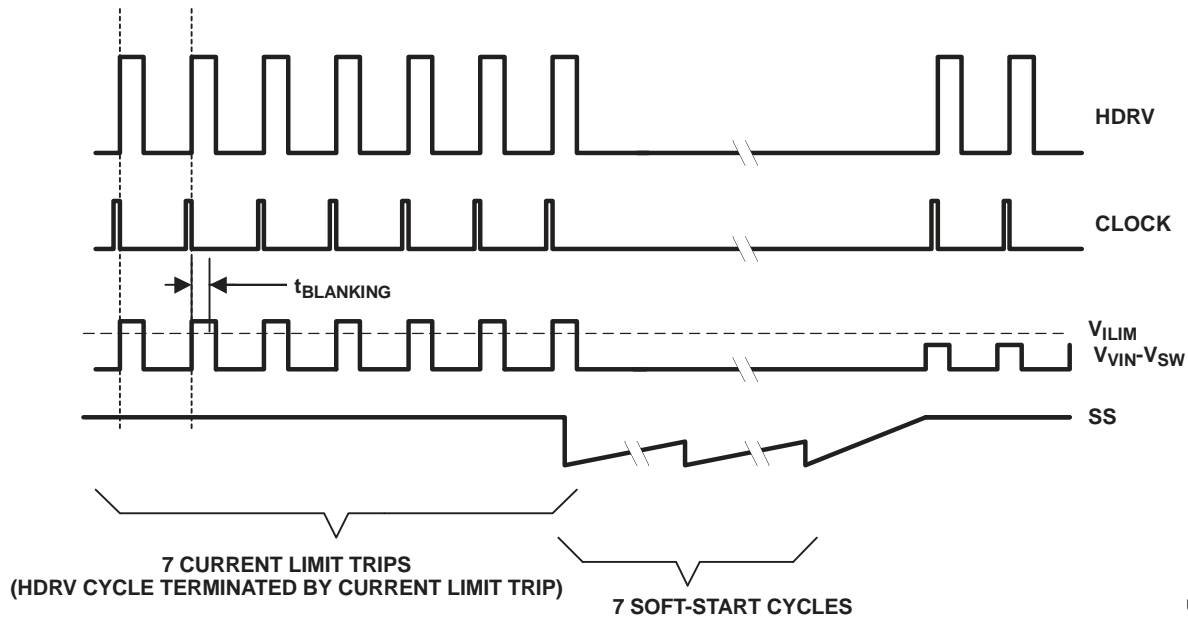 HDRV
CLOCK
tBLANKING
VILIM
VVIN-VSW
SS
7 CURRENT LIMIT TRIPS
(HDRV CYCLE TERMINATED BY CURRENT LIMIT TRIP)
7 SOFT-START CYCLES